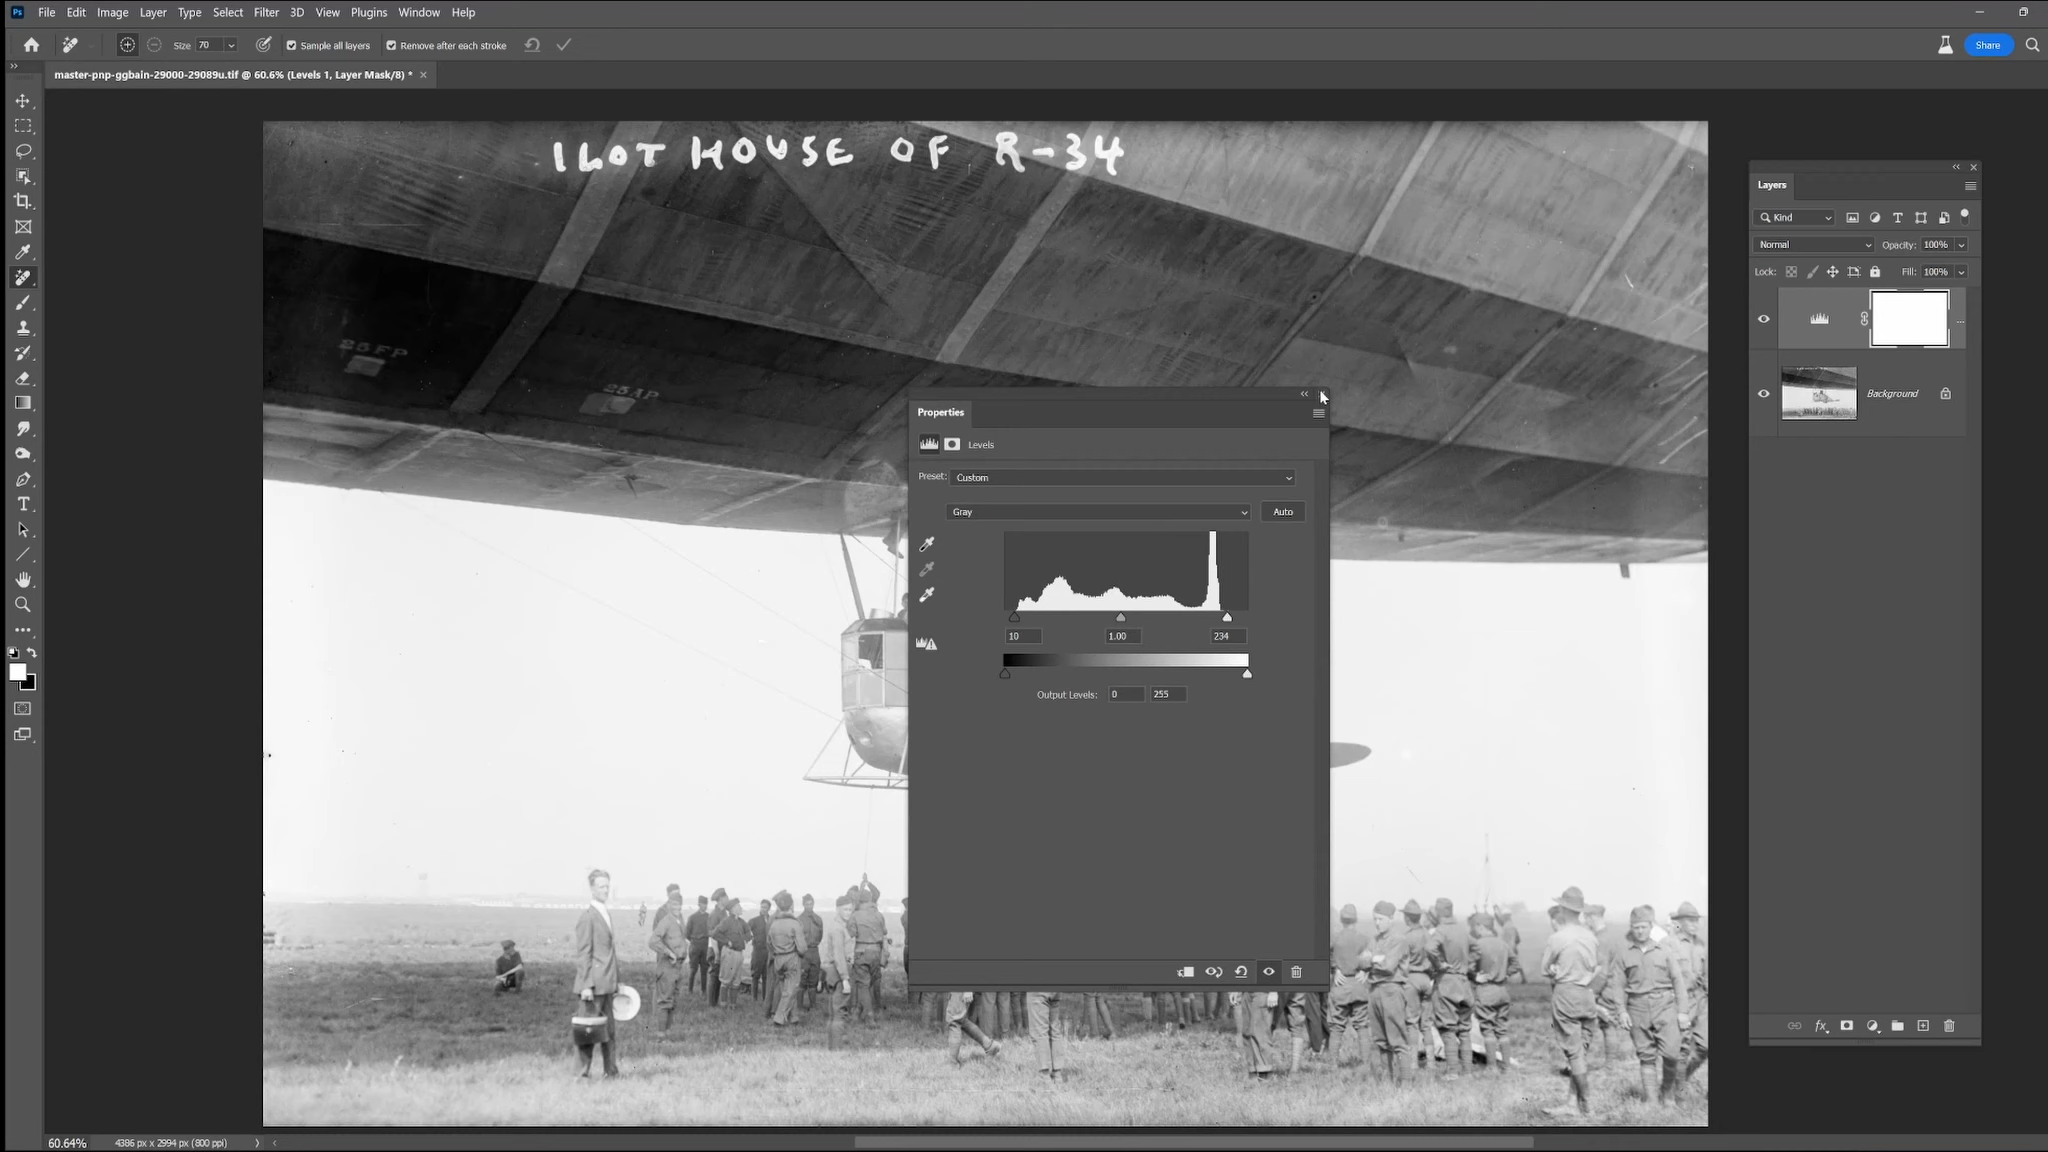 Ps File Edit Image Layer Type Select Filter 3D View Plugins Window Help
Size 70 Sample all layers Remove after each stroke Share
master-pnp-ggbain-29000-29089u.tif @ 60.6% (Levels 1, Layer Mask/8) * ×
ILOT HOUSE OF R-34
25FP
25AP
Layers
Kind
Normal Opacity: 100%
Lock: Fill: 100%
...
Background
Properties
Levels
Preset: Custom
Gray Auto
10 1.00 234
Output Levels: 0 255
60.64% 4386 px x 2994 px (800 ppi)